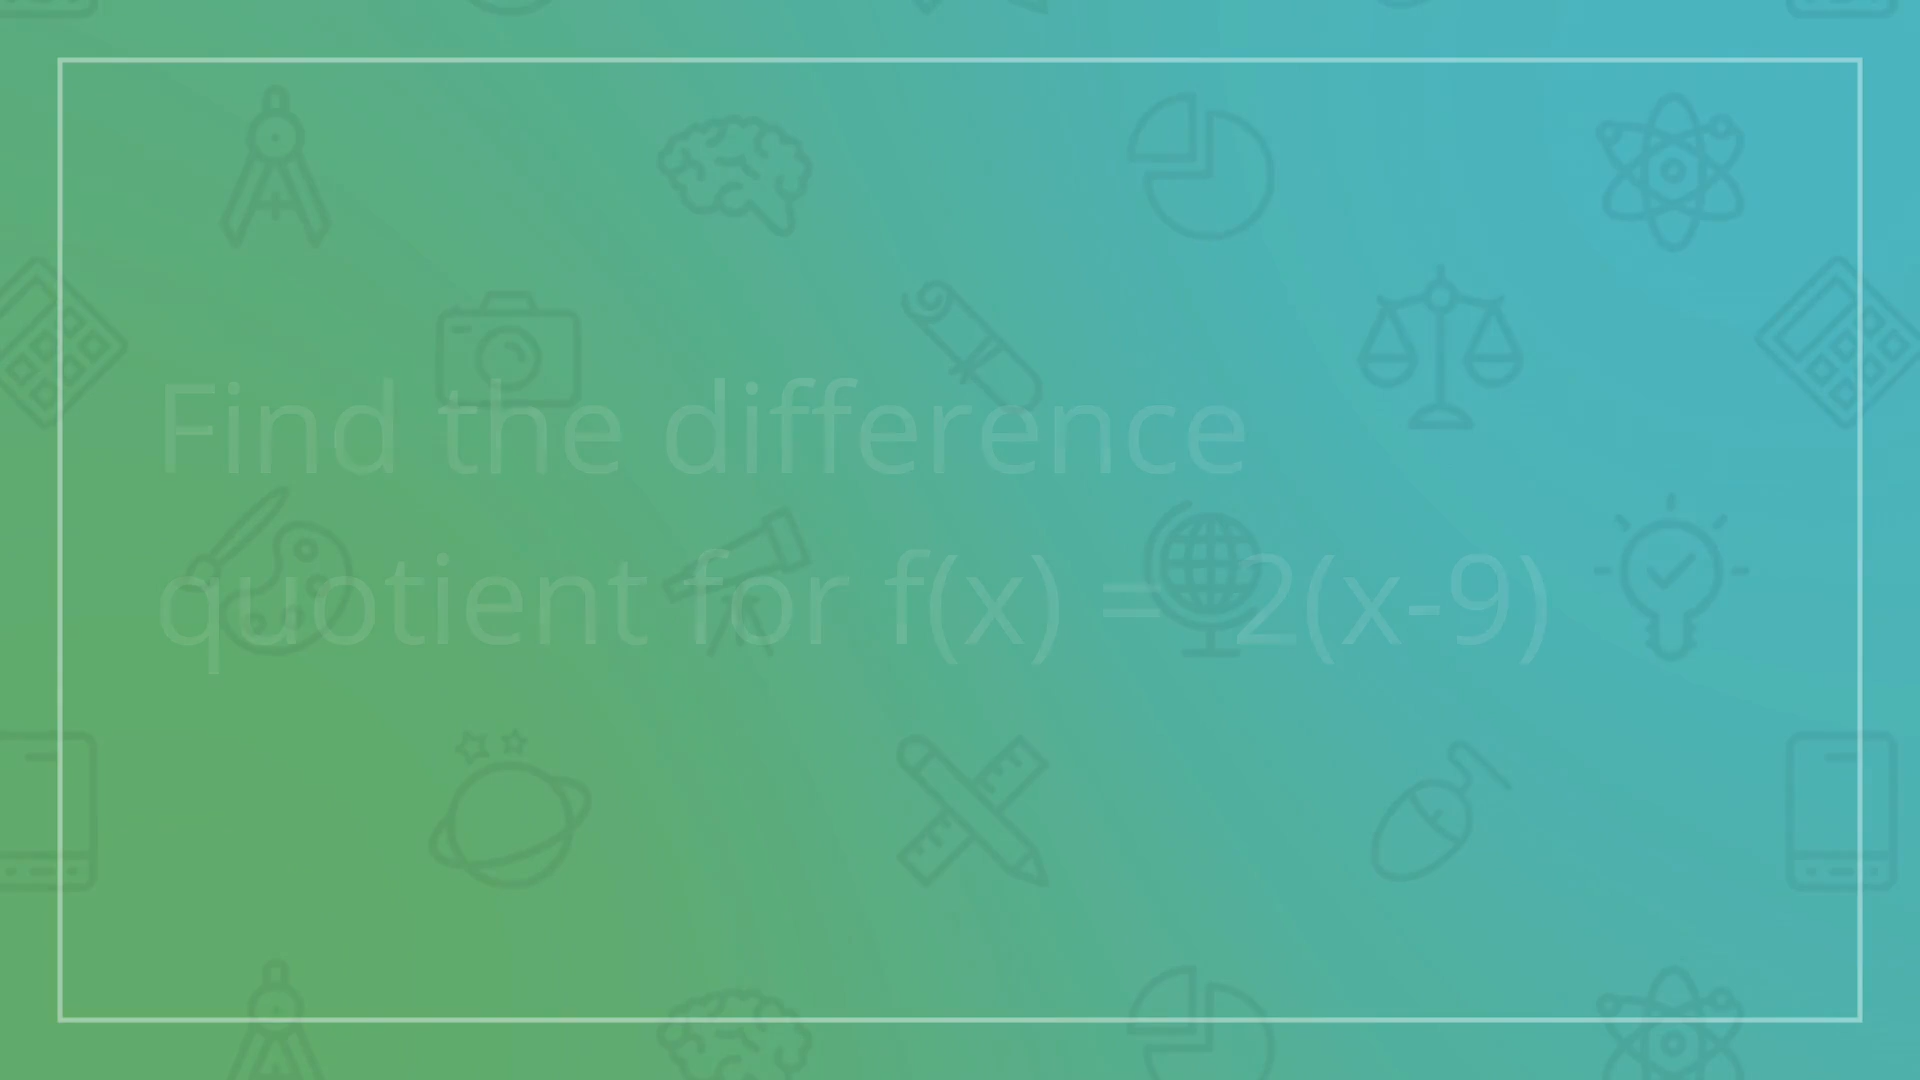 Find the difference
quotient for f(x) = 2(x-9)